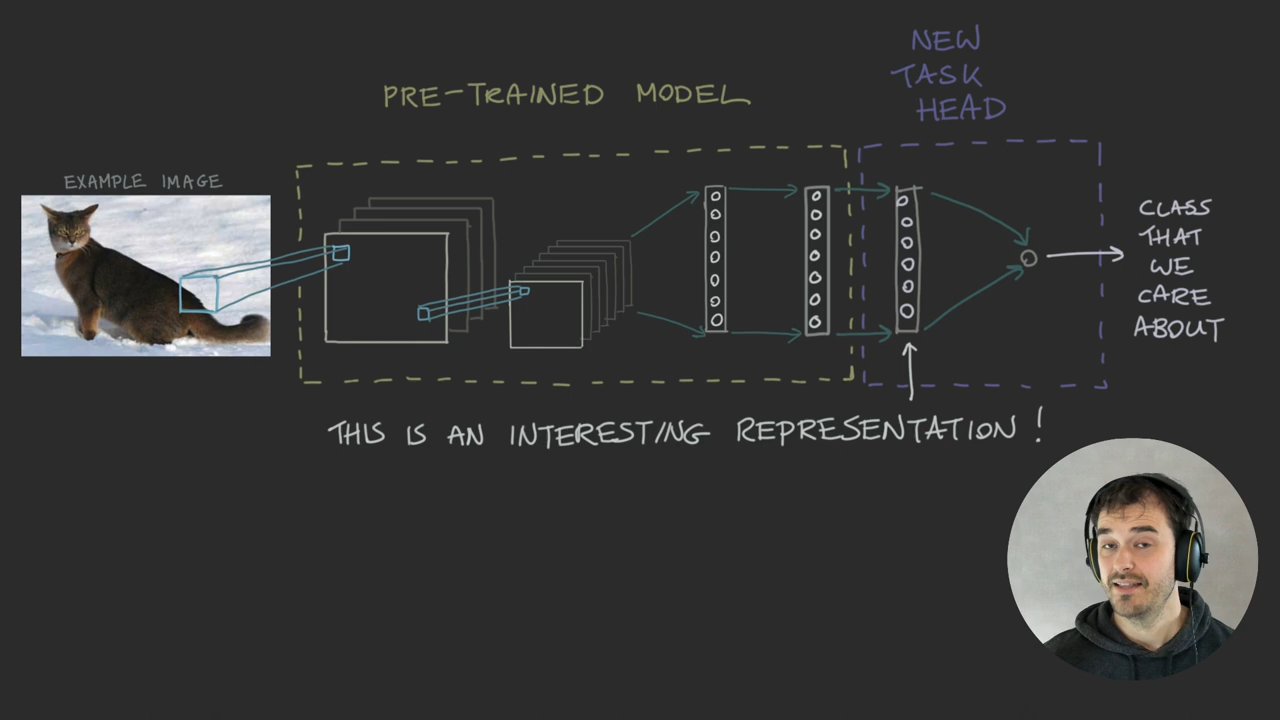 NEW
TASK
HEAD
PRE-TRAINED MODEL
EXAMPLE IMAGE
CLASS
THAT
WE
CARE
ABOUT
THIS IS AN INTERESTING REPRESENTATION!